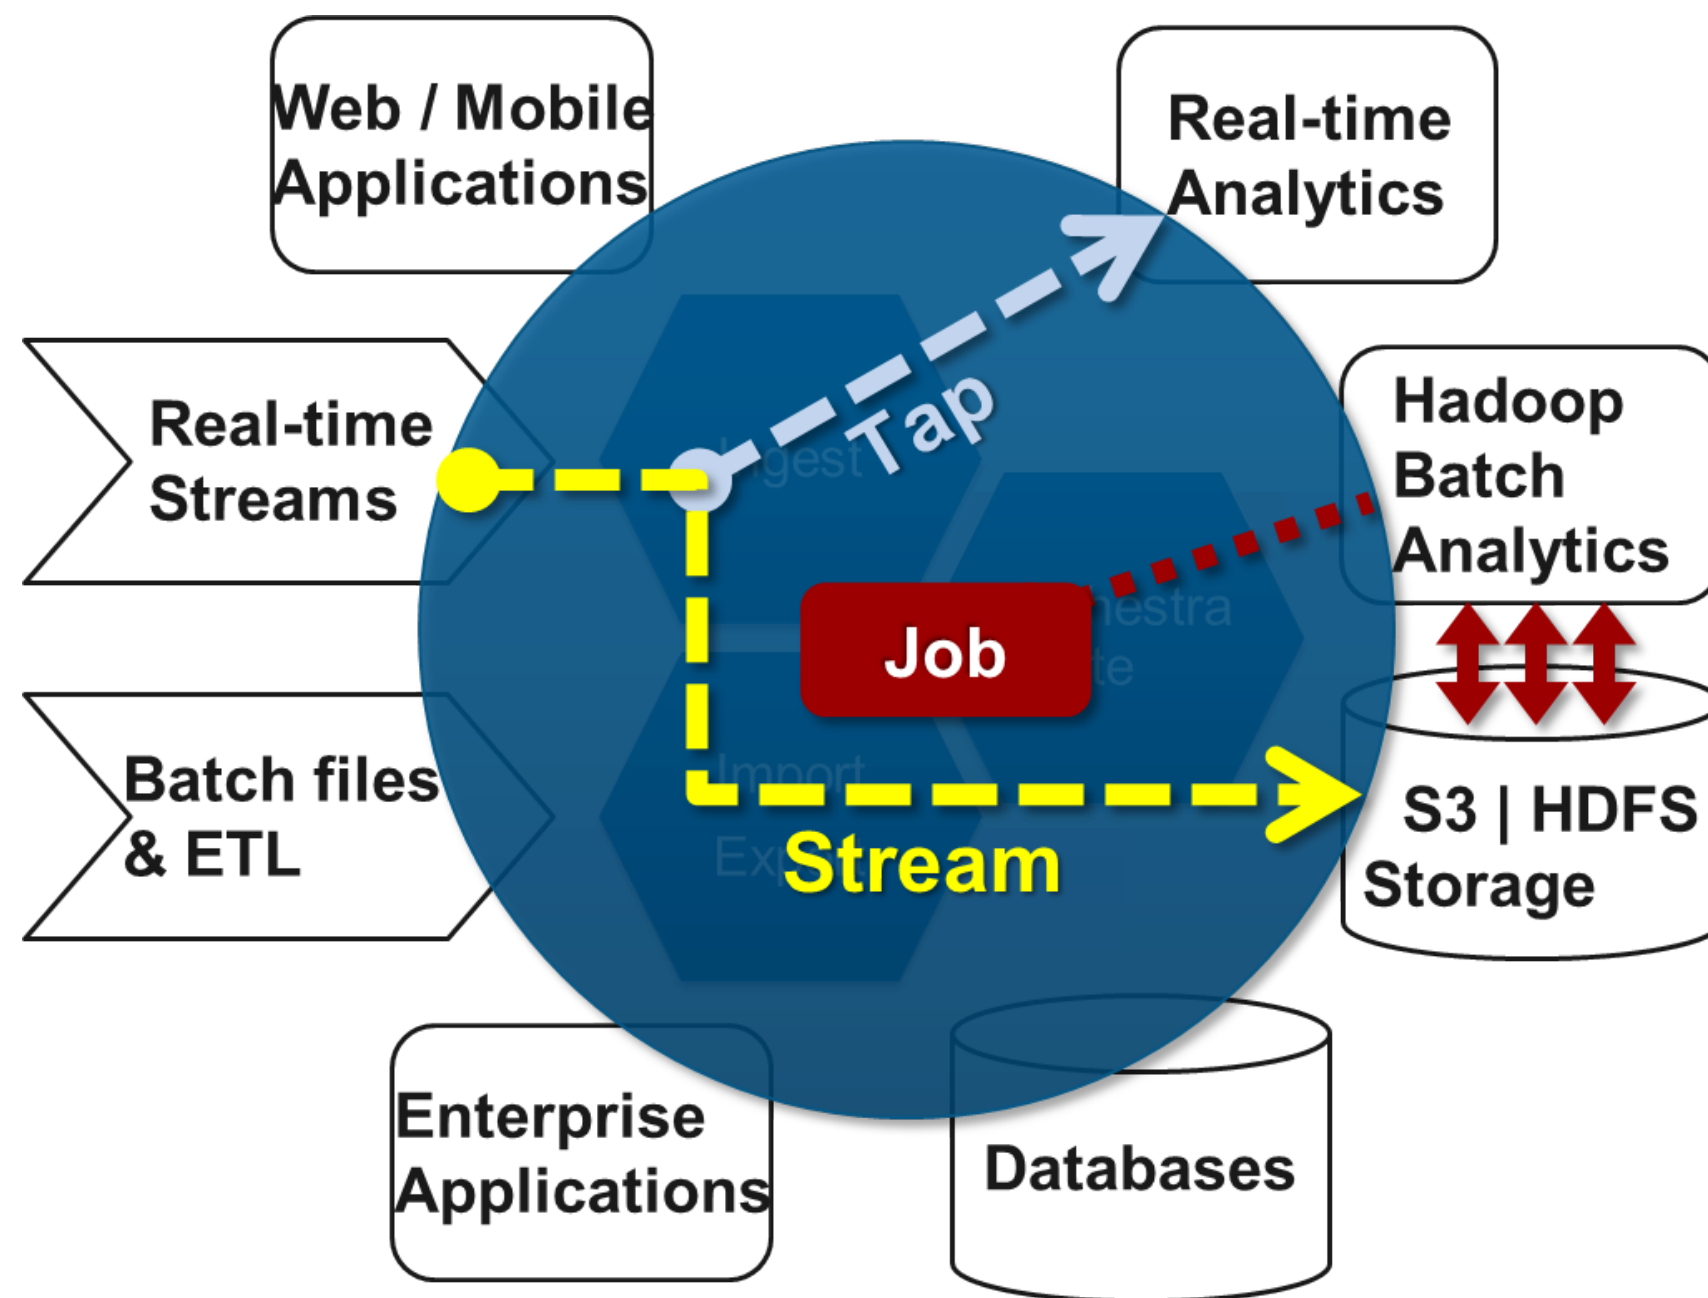 Web / Mobile
Applications
Real-time
Analytics
Real-time
Streams
Tap
Hadoop
Batch
Analytics
Job
Batch files
& ETL
Import
Stream
S3 | HDFS
Storage
Enterprise
Applications
Databases